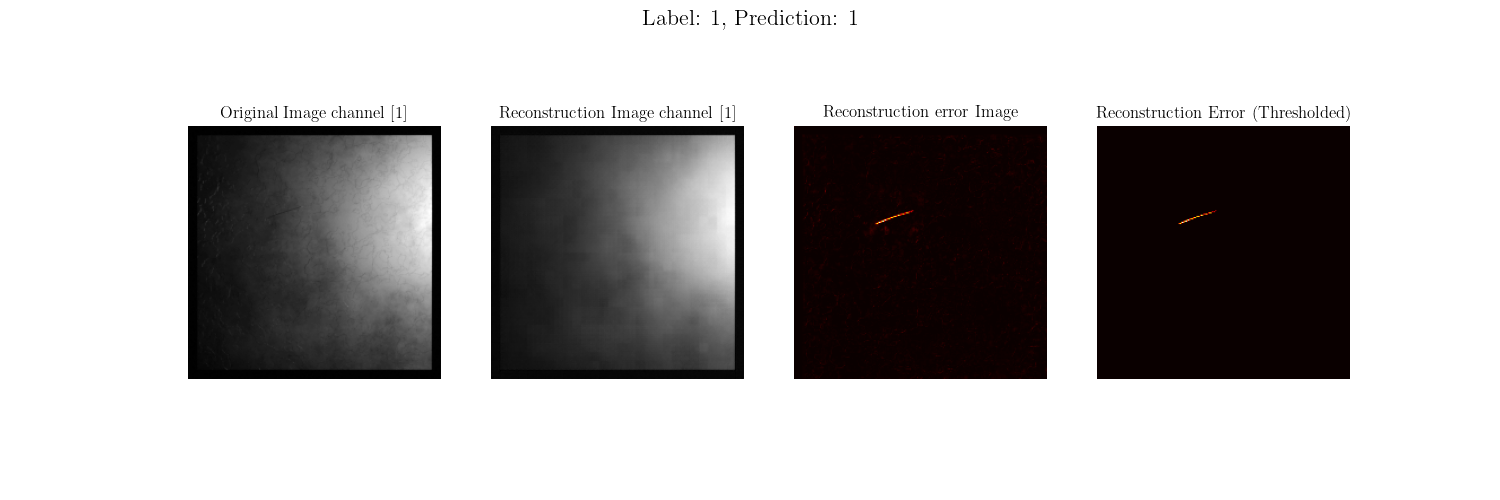 Label: 1, Prediction: 1
Original Image channel [1]
Reconstruction Image channel [1]
Reconstruction error Image
Reconstruction Error (Thresholded)